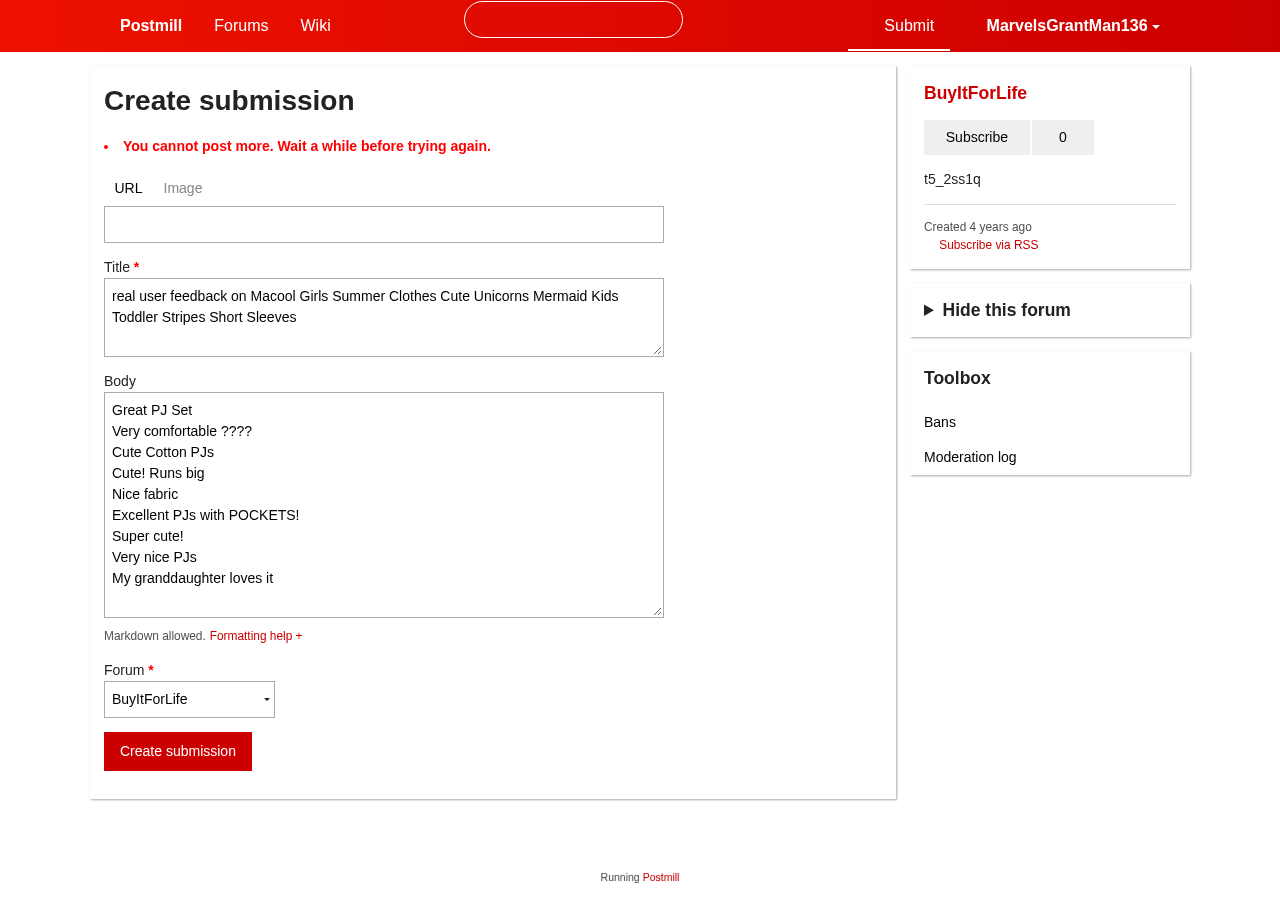 Postmill Forums Wiki Submit MarvelsGrantMan136
Create submission
You cannot post more. Wait a while before trying again.
URL Image
Title *
real user feedback on Macool Girls Summer Clothes Cute Unicorns Mermaid Kids
Toddler Stripes Short Sleeves
Body
Great PJ Set
Very comfortable ????
Cute Cotton PJs
Cute! Runs big
Nice fabric
Excellent PJs with POCKETS!
Super cute!
Very nice PJs
My granddaughter loves it
Markdown allowed. Formatting help +
Forum *
BuyItForLife
Create submission
BuyItForLife
Subscribe 0
t5_2ss1q
Created 4 years ago
Subscribe via RSS
Hide this forum
Toolbox
Bans
Moderation log
Running Postmill